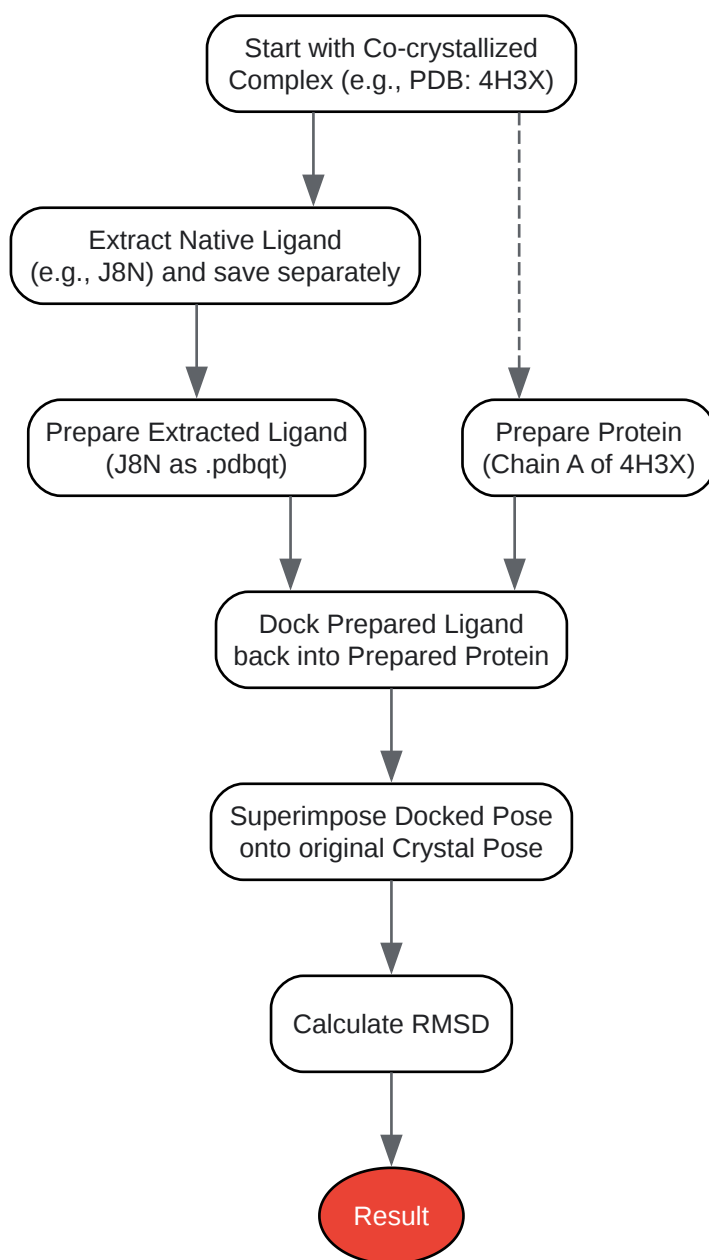 Start with Co-crystallized
Complex (e.g., PDB: 4H3X)
Extract Native Ligand
(e.g., J8N) and save separately
Prepare Extracted Ligand
(J8N as .pdbqt)
Prepare Protein
(Chain A of 4H3X)
Dock Prepared Ligand
back into Prepared Protein
Superimpose Docked Pose
onto original Crystal Pose
Calculate RMSD
Result